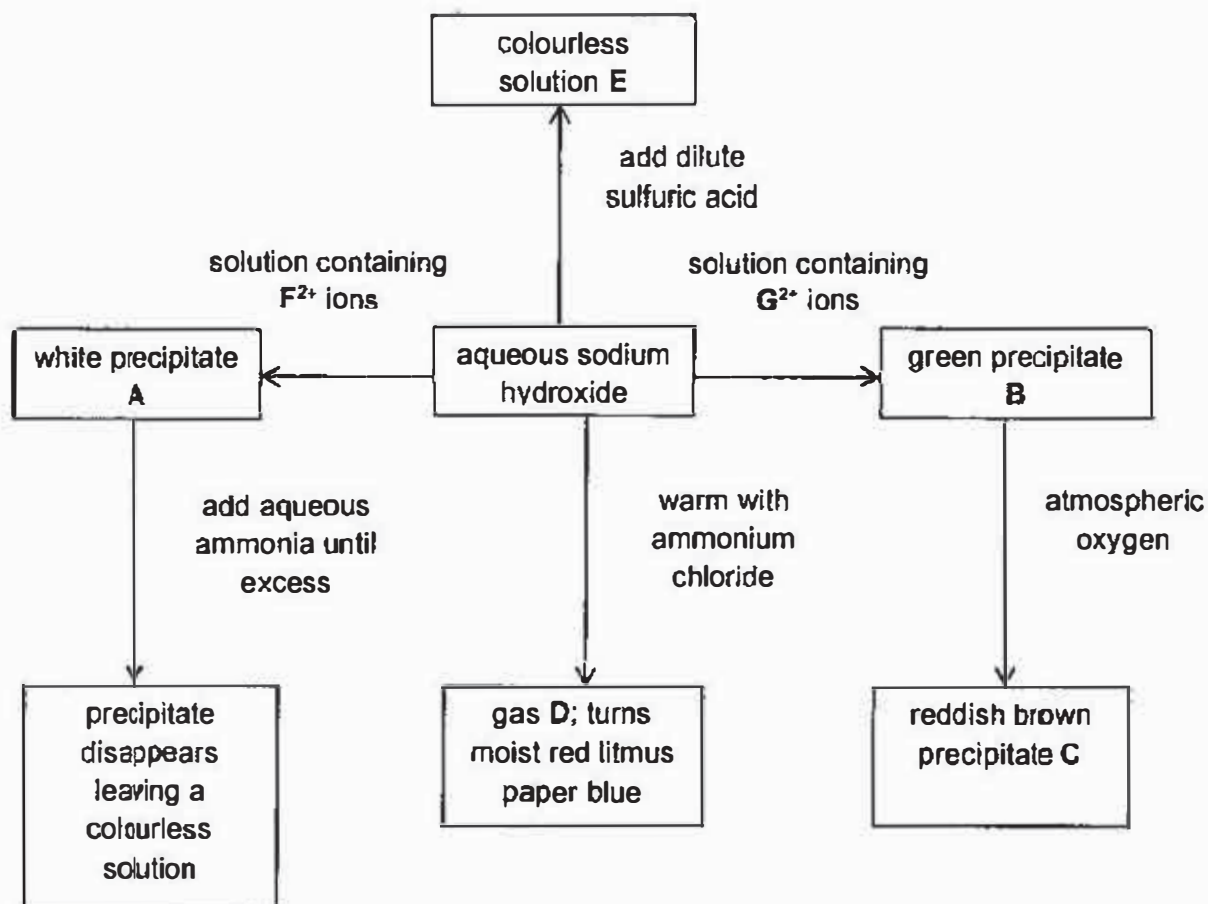 colourless
solution E
add dilute
sulfuric acid
solution containing
F²⁺ ions
solution containing
G²⁺ ions
white precipitate
A
aqueous sodium
hydroxide
green precipitate
B
add aqueous
ammonia until
excess
warm with
ammonium
chloride
atmospheric
oxygen
precipitate
disappears
leaving a
colourless
solution
gas D; turns
moist red litmus
paper blue
reddish brown
precipitate C